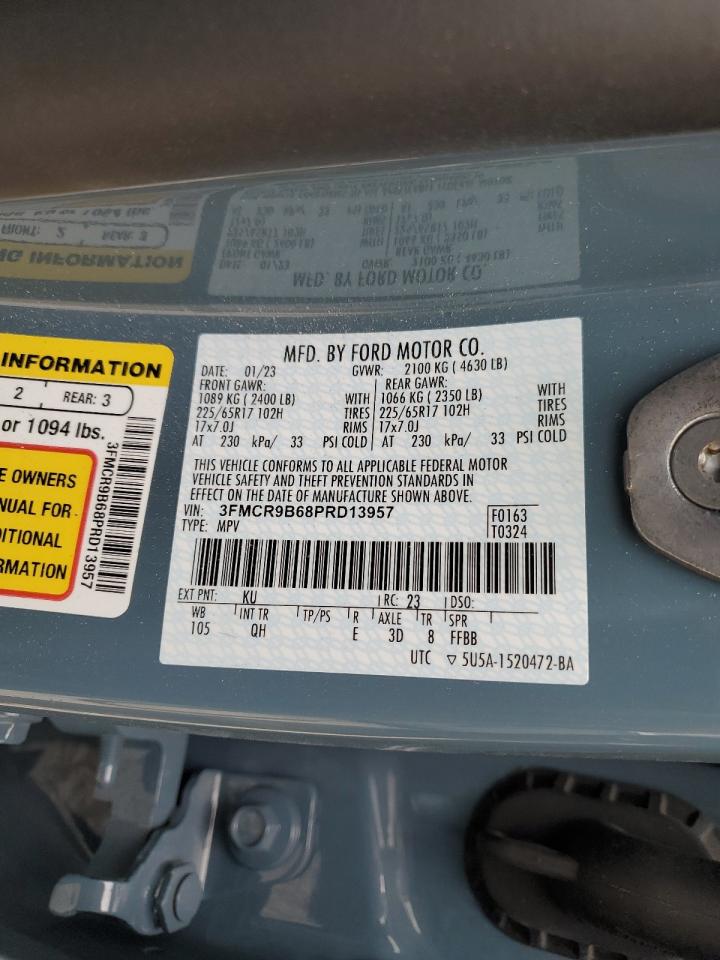 INFORMATION
2 REAR: 3
or 1094 lbs.
E OWNERS
NUAL FOR
DITIONAL
ORMATION
3FMCR9B68PRD13957
MFD. BY FORD MOTOR CO.
DATE: 01/23 GVWR: 2100 KG ( 4630 LB)
FRONT GAWR: REAR GAWR:
1089 KG ( 2400 LB) WITH 1066 KG ( 2350 LB) WITH
225/65R17 102H TIRES 225/65R17 102H TIRES
17x7.0J RIMS 17x7.0J RIMS
AT 230 kPa/ 33 PSI COLD AT 230 kPa/ 33 PSI COLD
THIS VEHICLE CONFORMS TO ALL APPLICABLE FEDERAL MOTOR
VEHICLE SAFETY AND THEFT PREVENTION STANDARDS IN
EFFECT ON THE DATE OF MANUFACTURE SHOWN ABOVE.
VIN: 3FMCR9B68PRD13957
TYPE: MPV
F0163
T0324
EXT PNT: KU RC: 23 DSO:
WB INT TR TP/PS R AXLE TR SPR
105 QH E 3D 8 FFBB
UTC ▽ 5U5A-1520472-BA